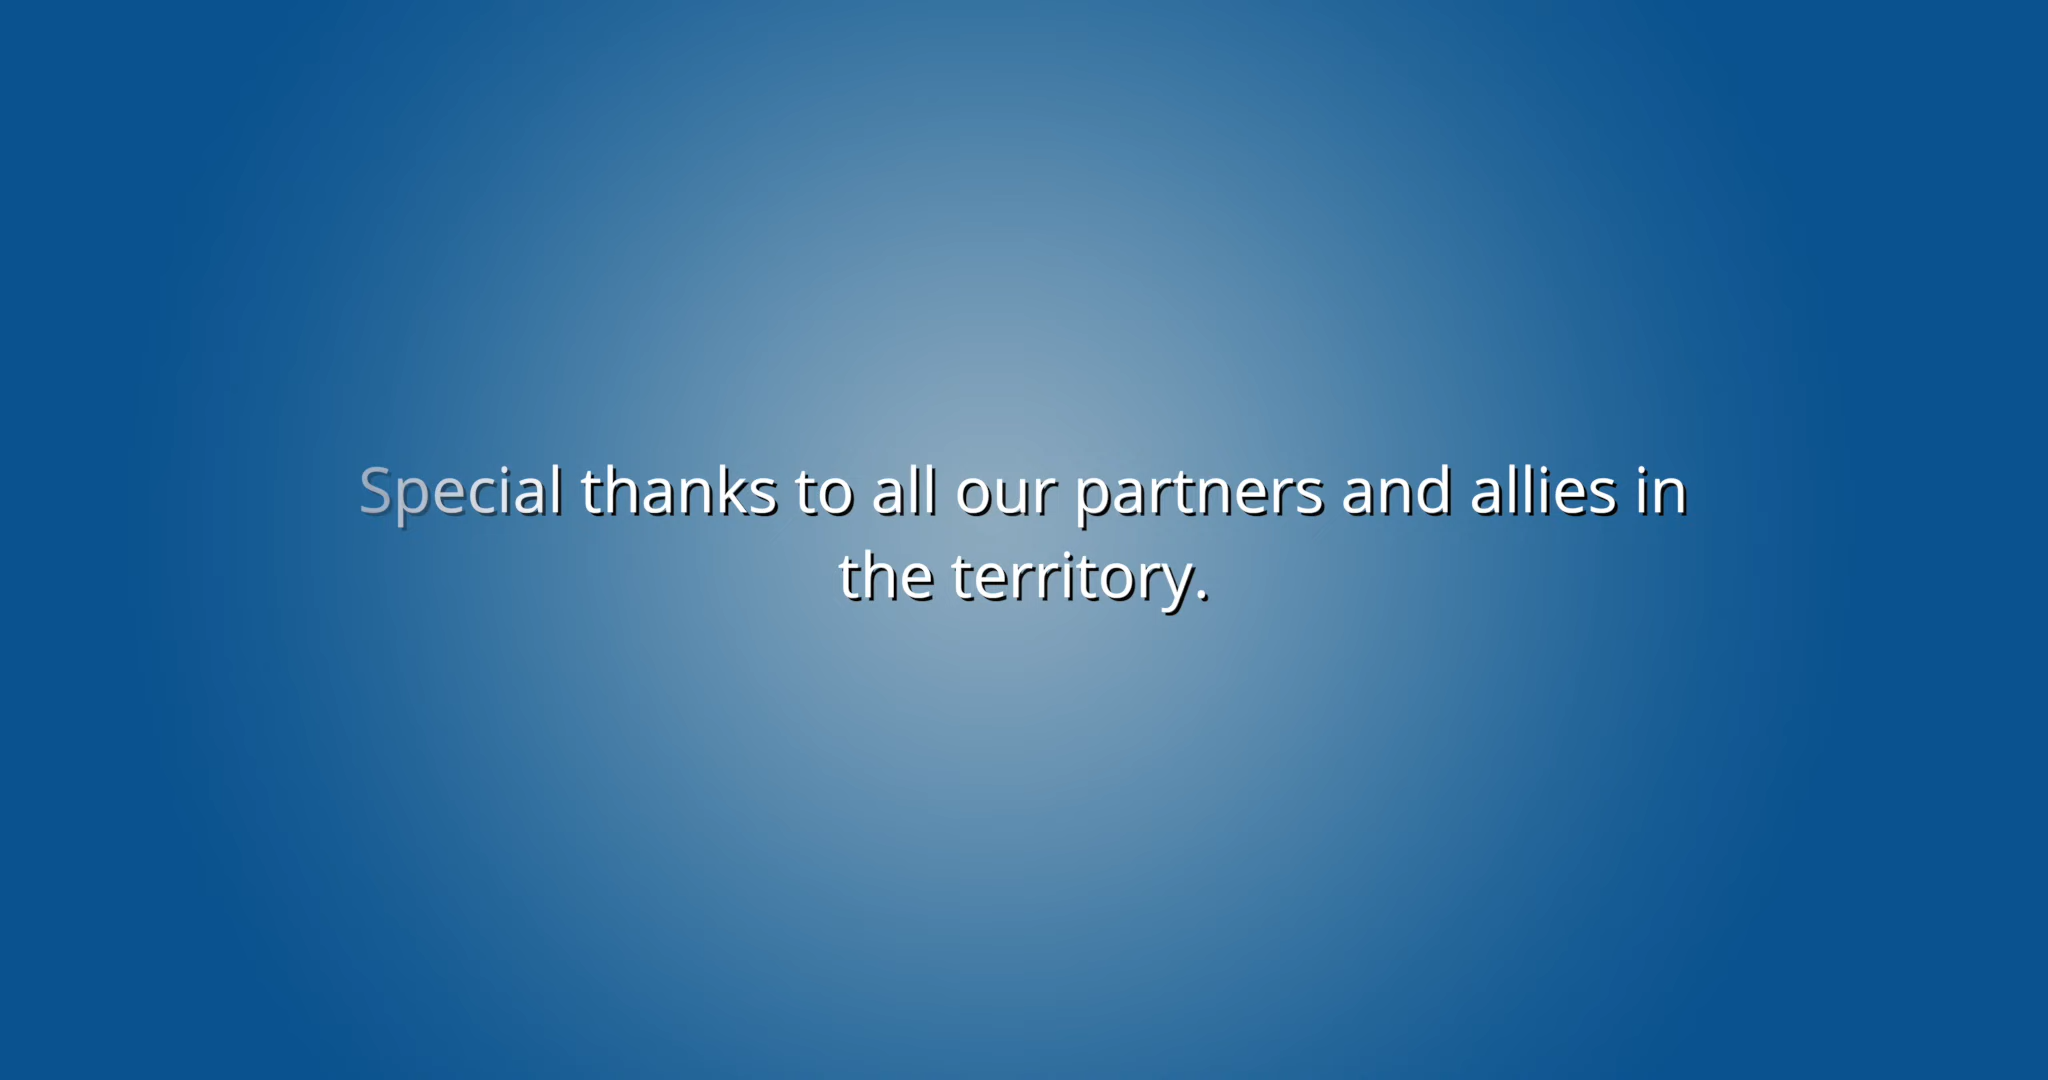 Special thanks to all our partners and allies in
the territory.